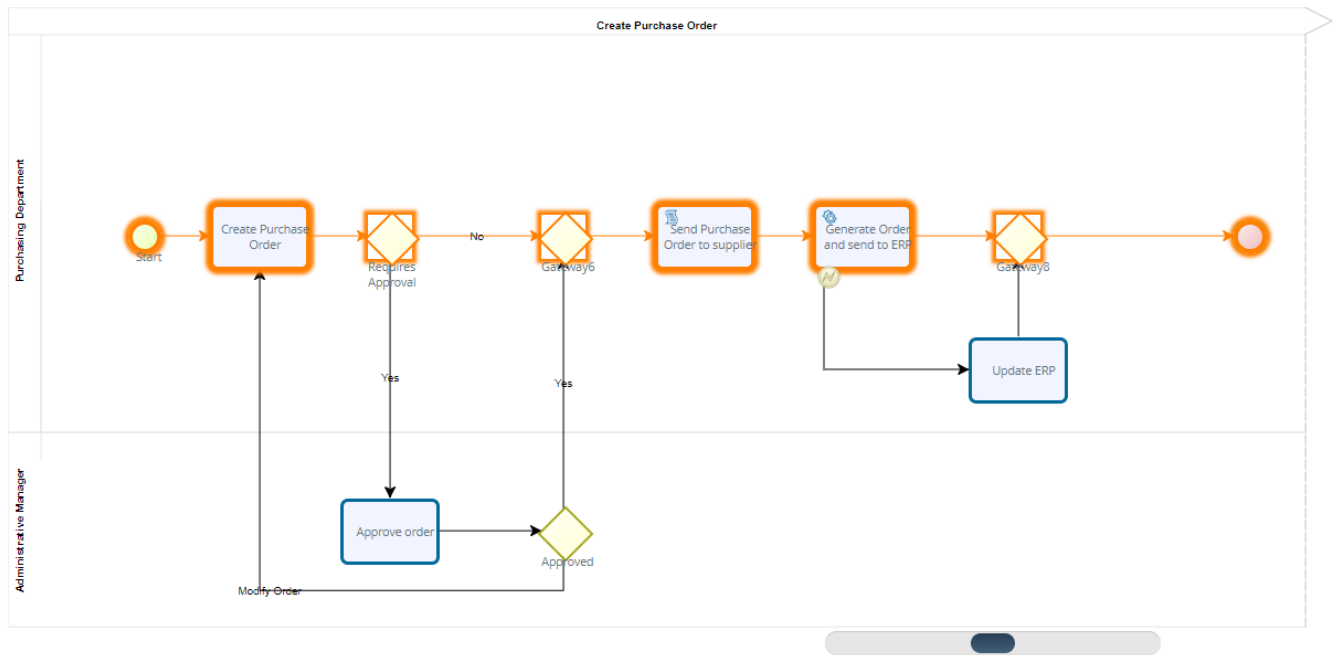 Create Purchase Order
Purchasing Department
Start
Create Purchase
Order
Requires
Approval
No
Gateway6
Send Purchase
Order to supplier
Generate Order
and send to ERP
Gateway8
Yes
Yes
Update ERP
Administrative Manager
Approve order
Approved
Modify Order